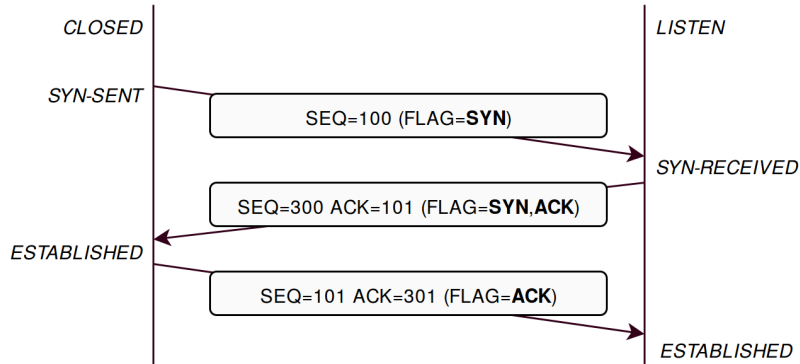 CLOSED
LISTEN
SYN-SENT
SEQ=100 (FLAG=SYN)
SYN-RECEIVED
SEQ=300 ACK=101 (FLAG=SYN,ACK)
ESTABLISHED
SEQ=101 ACK=301 (FLAG=ACK)
ESTABLISHED